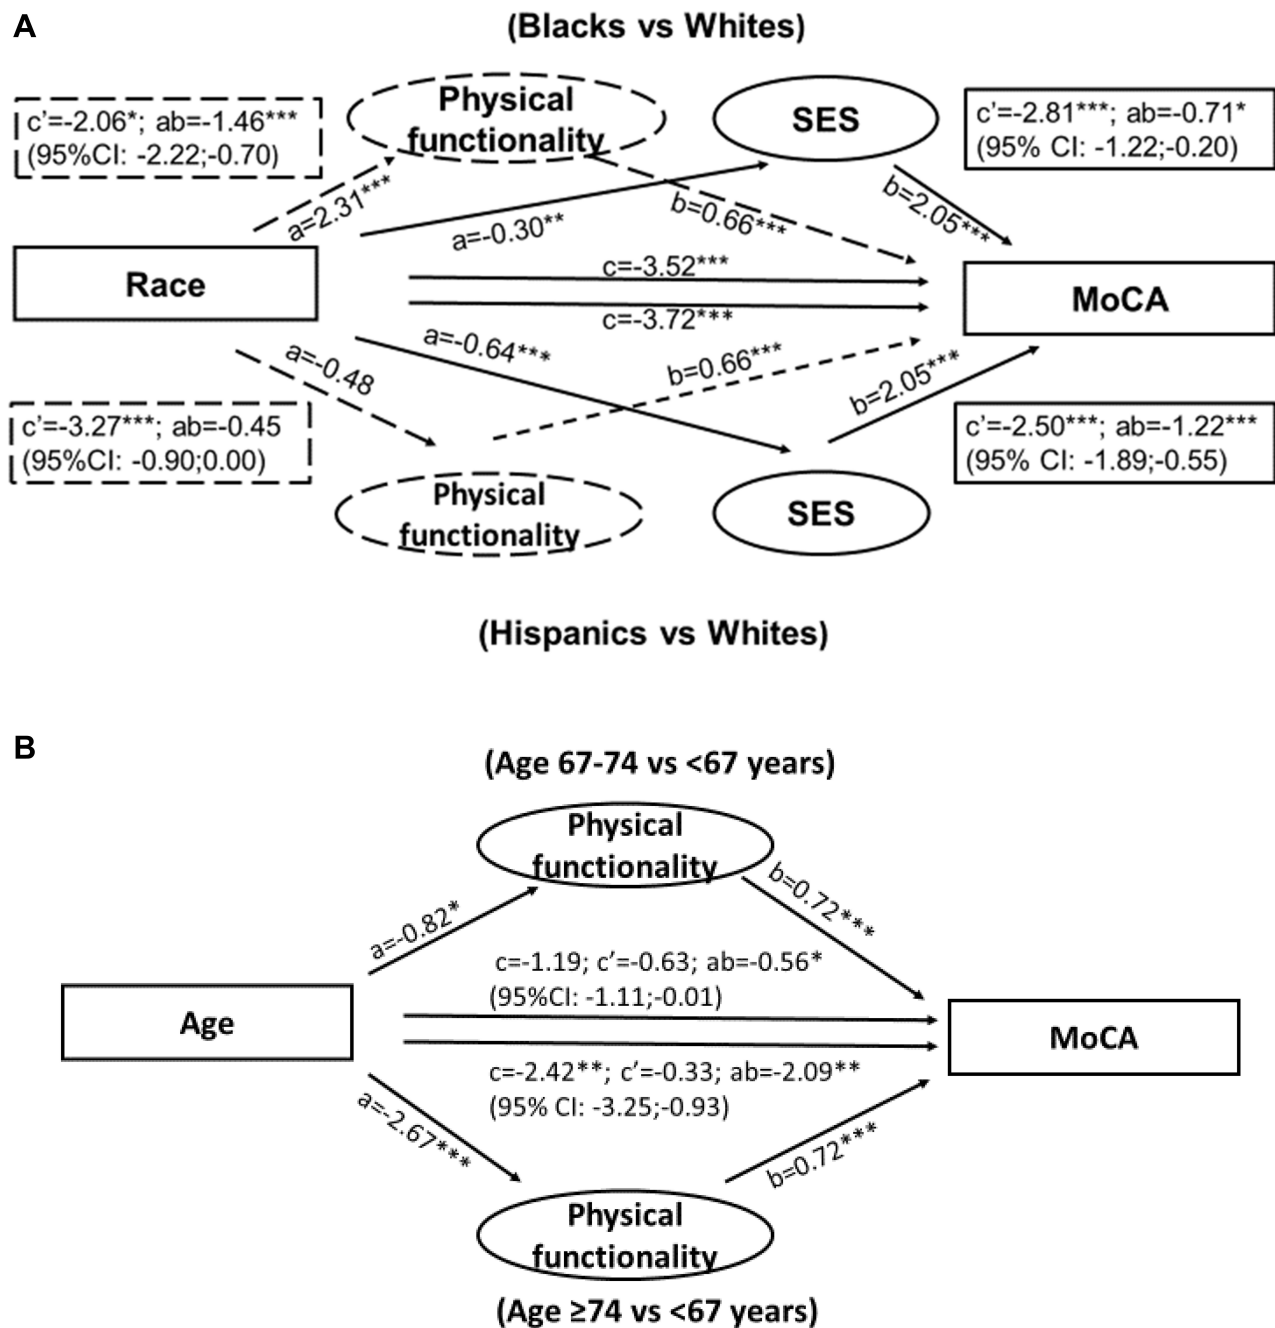 A
(Blacks vs Whites)
c’=-2.06*; ab=-1.46***
(95%CI: -2.22;-0.70)
Physical
functionality
SES
c’=-2.81***; ab=-0.71*
(95% CI: -1.22;-0.20)
a=2.31***
a=-0.30**
b=0.66***
b=2.05***
Race
c=-3.52***
c=-3.72***
MoCA
a=-0.48
a=-0.64***
b=0.66***
b=2.05***
c’=-3.27***; ab=-0.45
(95%CI: -0.90;0.00)
Physical
functionality
SES
c’=-2.50***; ab=-1.22***
(95% CI: -1.89;-0.55)
(Hispanics vs Whites)
B
(Age 67-74 vs <67 years)
Physical
functionality
a=-0.82*
b=0.72***
c=-1.19; c’=-0.63; ab=-0.56*
(95%CI: -1.11;-0.01)
Age
MoCA
c=-2.42**; c’=-0.33; ab=-2.09**
(95% CI: -3.25;-0.93)
a=-2.67***
b=0.72***
Physical
functionality
(Age ≥74 vs <67 years)